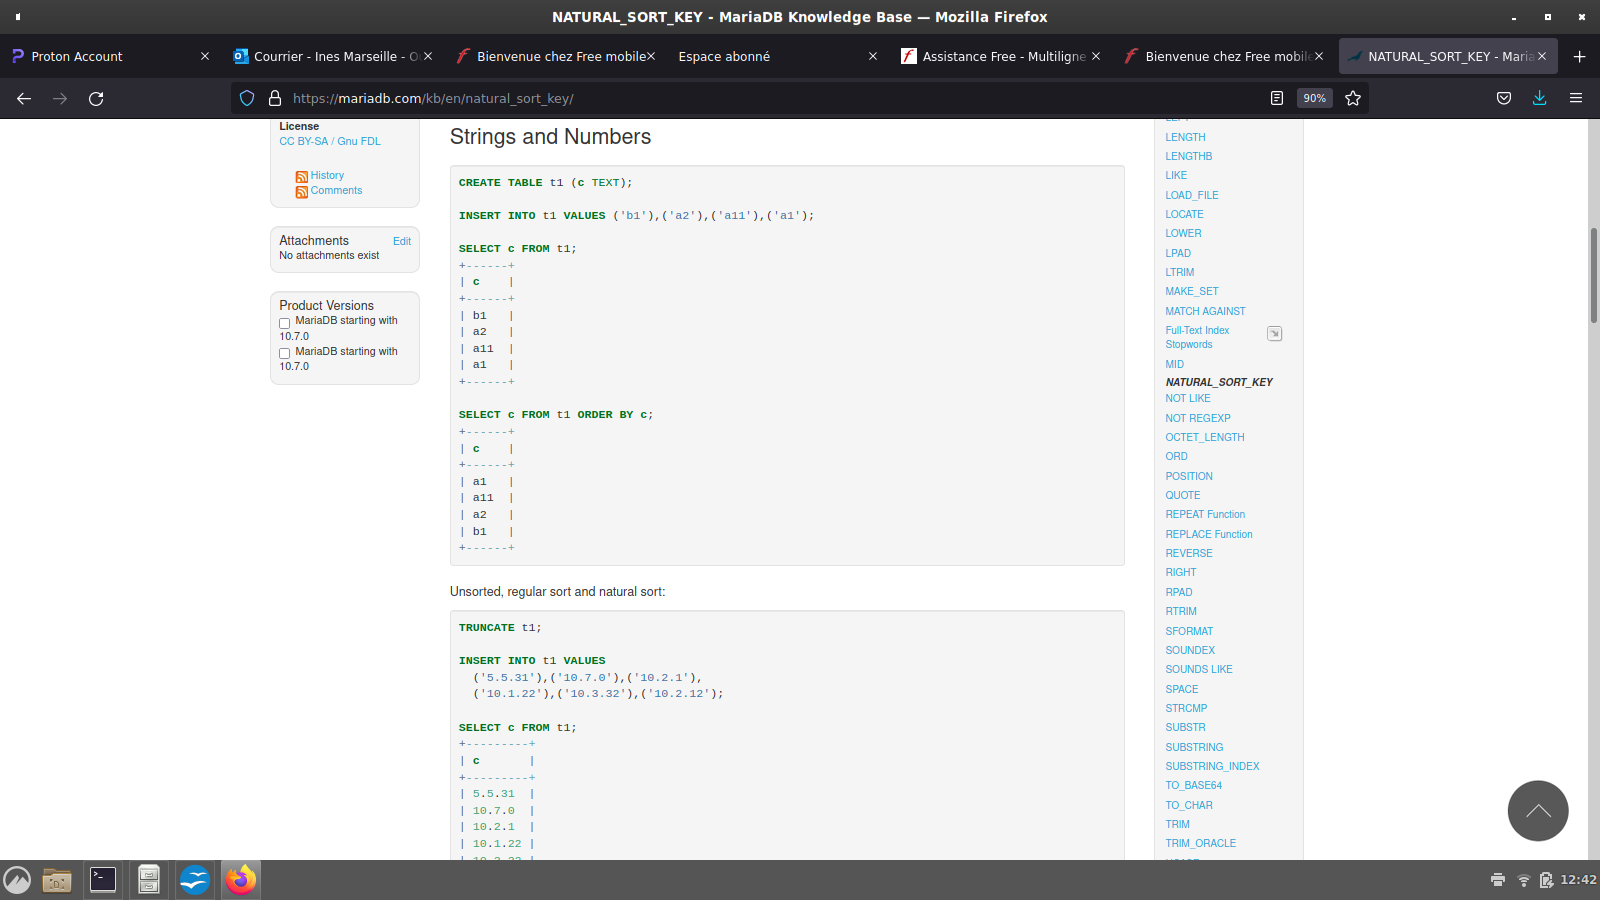 NATURAL_SORT_KEY - MariaDB Knowledge Base — Mozilla Firefox
Proton Account
Courrier - Ines Marseille - O
Bienvenue chez Free mobile
Espace abonné
Assistance Free - Multiligne
Bienvenue chez Free mobile
NATURAL_SORT_KEY - Maria
https://mariadb.com/kb/en/natural_sort_key/
90%
License
CC BY-SA / Gnu FDL
History
Comments
Attachments
Edit
No attachments exist
Product Versions
MariaDB starting with
10.7.0
MariaDB starting with
10.7.0
Strings and Numbers
CREATE TABLE t1 (c TEXT);
INSERT INTO t1 VALUES ('b1'),('a2'),('a11'),('a1');
SELECT c FROM t1;
+------+
| c    |
+------+
| b1   |
| a2   |
| a11  |
| a1   |
+------+
SELECT c FROM t1 ORDER BY c;
+------+
| c    |
+------+
| a1   |
| a11  |
| a2   |
| b1   |
+------+
Unsorted, regular sort and natural sort:
TRUNCATE t1;
INSERT INTO t1 VALUES
('5.5.31'),('10.7.0'),('10.2.1'),
('10.1.22'),('10.3.32'),('10.2.12');
SELECT c FROM t1;
+---------+
| c       |
+---------+
| 5.5.31  |
| 10.7.0  |
| 10.2.1  |
| 10.1.22 |
LENGTH
LENGTHB
LIKE
LOAD_FILE
LOCATE
LOWER
LPAD
LTRIM
MAKE_SET
MATCH AGAINST
Full-Text Index
Stopwords
MID
NATURAL_SORT_KEY
NOT LIKE
NOT REGEXP
OCTET_LENGTH
ORD
POSITION
QUOTE
REPEAT Function
REPLACE Function
REVERSE
RIGHT
RPAD
RTRIM
SFORMAT
SOUNDEX
SOUNDS LIKE
SPACE
STRCMP
SUBSTR
SUBSTRING
SUBSTRING_INDEX
TO_BASE64
TO_CHAR
TRIM
TRIM_ORACLE
12:42